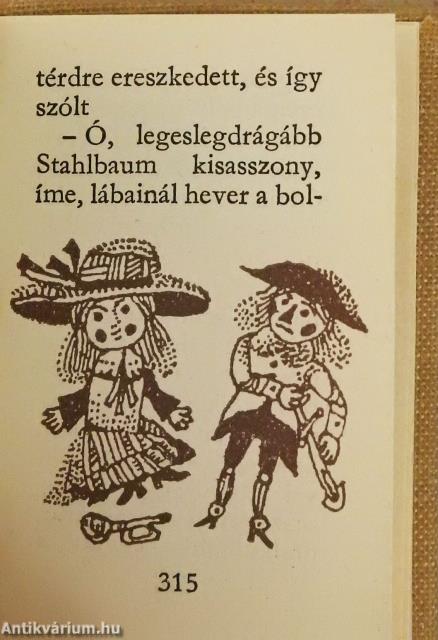 térdre ereszkedett, és így
szólt
– Ó, legeslegdrágább
Stahlbaum kisasszony,
íme, lábainál hever a bol-
315
Antikvárium.hu